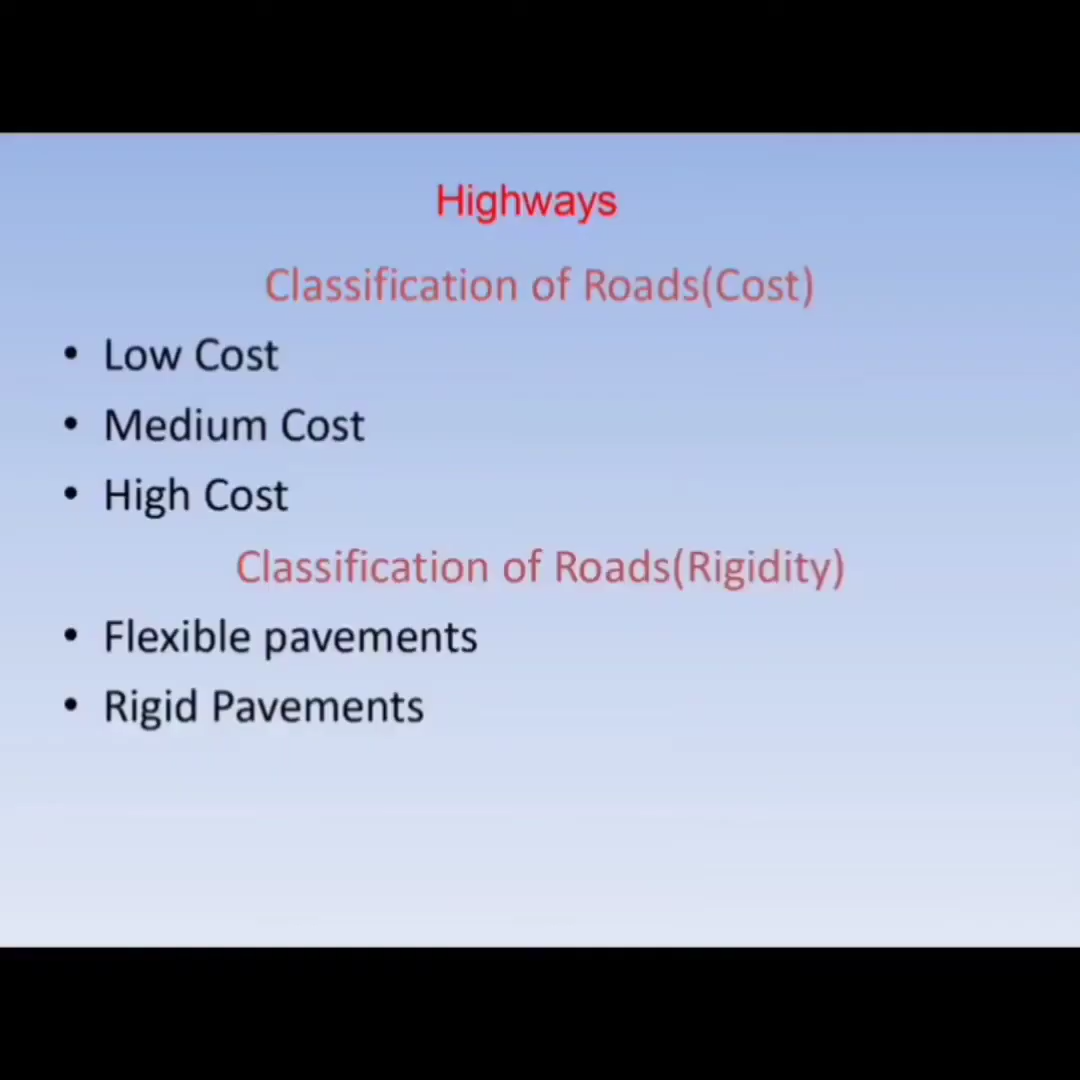 Highways
Classification of Roads(Cost)
• Low Cost
• Medium Cost
• High Cost
Classification of Roads(Rigidity)
• Flexible pavements
• Rigid Pavements